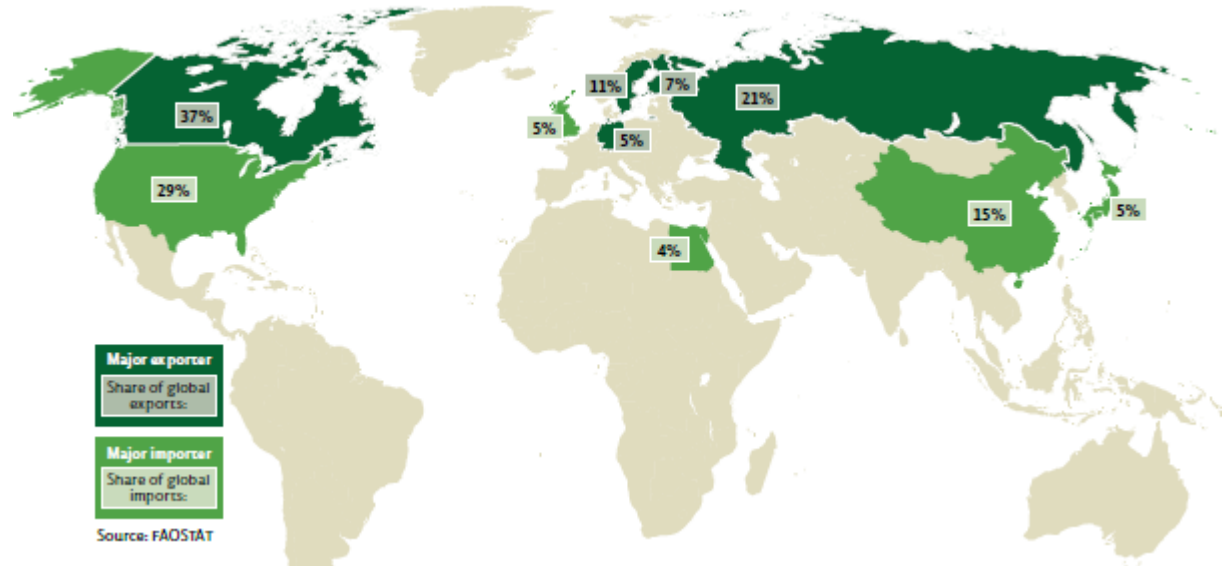 11%
7%
37%
21%
5%
5%
29%
15%
5%
4%
Major exporter
Share of global
exports:
Major importer
Share of global
imports:
Source: FAOSTAT